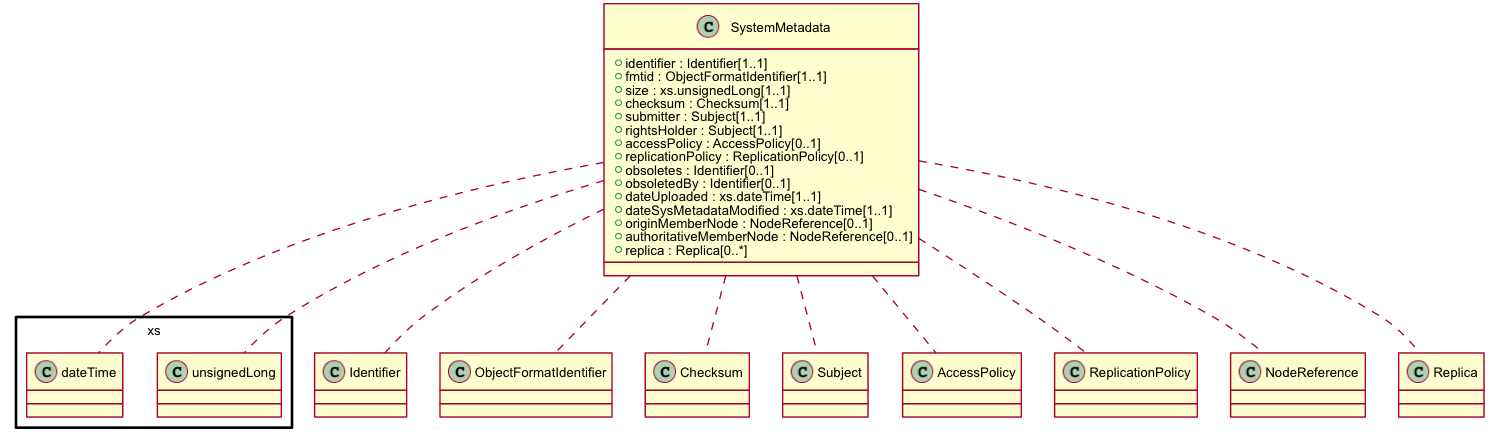 C SystemMetadata
identifier : Identifier[1..1]
fmtid : ObjectFormatIdentifier[1..1]
size : xs.unsignedLong[1..1]
checksum : Checksum[1..1]
submitter : Subject[1..1]
rightsHolder : Subject[1..1]
accessPolicy : AccessPolicy[0..1]
replicationPolicy : ReplicationPolicy[0..1]
obsoletes : Identifier[0..1]
obsoletedBy : Identifier[0..1]
dateUploaded : xs.dateTime[1..1]
dateSysMetadataModified : xs.dateTime[1..1]
originMemberNode : NodeReference[0..1]
authoritativeMemberNode : NodeReference[0..1]
replica : Replica[0..*]
xs
C dateTime
C unsignedLong
C Identifier
C ObjectFormatIdentifier
C Checksum
C Subject
C AccessPolicy
C ReplicationPolicy
C NodeReference
C Replica